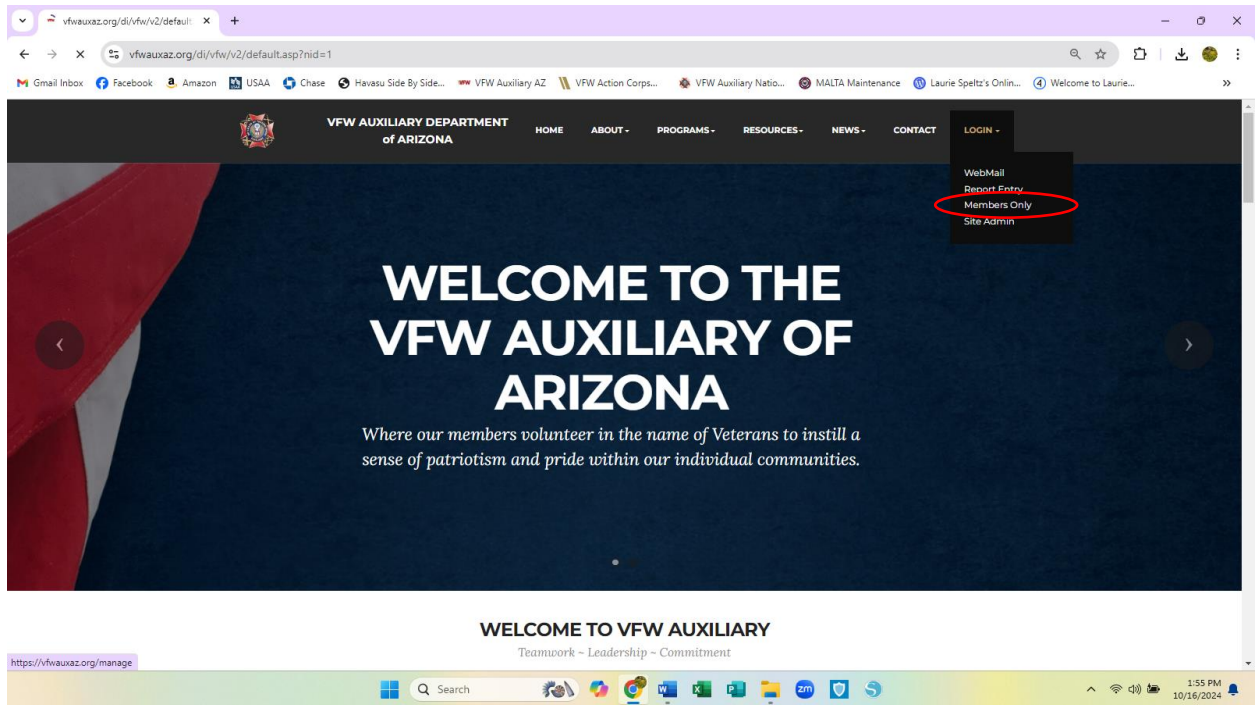 vfwauxaz.org/di/vfw/v2/default
vfwauxaz.org/di/vfw/v2/default.asp?nid=1
Gmail Inbox Facebook Amazon USAA Chase Havasu Side By Side... VFW Auxiliary AZ VFW Action Corps... VFW Auxiliary Natio... MALTA Maintenance Laurie Speltz's Onlin... Welcome to Laurie... »
VFW AUXILIARY DEPARTMENT
of ARIZONA
HOME ABOUT PROGRAMS RESOURCES NEWS CONTACT LOGIN
WebMail
Report Entry
Members Only
Site Admin
WELCOME TO THE
VFW AUXILIARY OF
ARIZONA
Where our members volunteer in the name of Veterans to instill a
sense of patriotism and pride within our individual communities.
WELCOME TO VFW AUXILIARY
Teamwork ~ Leadership ~ Commitment
https://vfwauxaz.org/manage
Search
zm
1:55 PM
10/16/2024